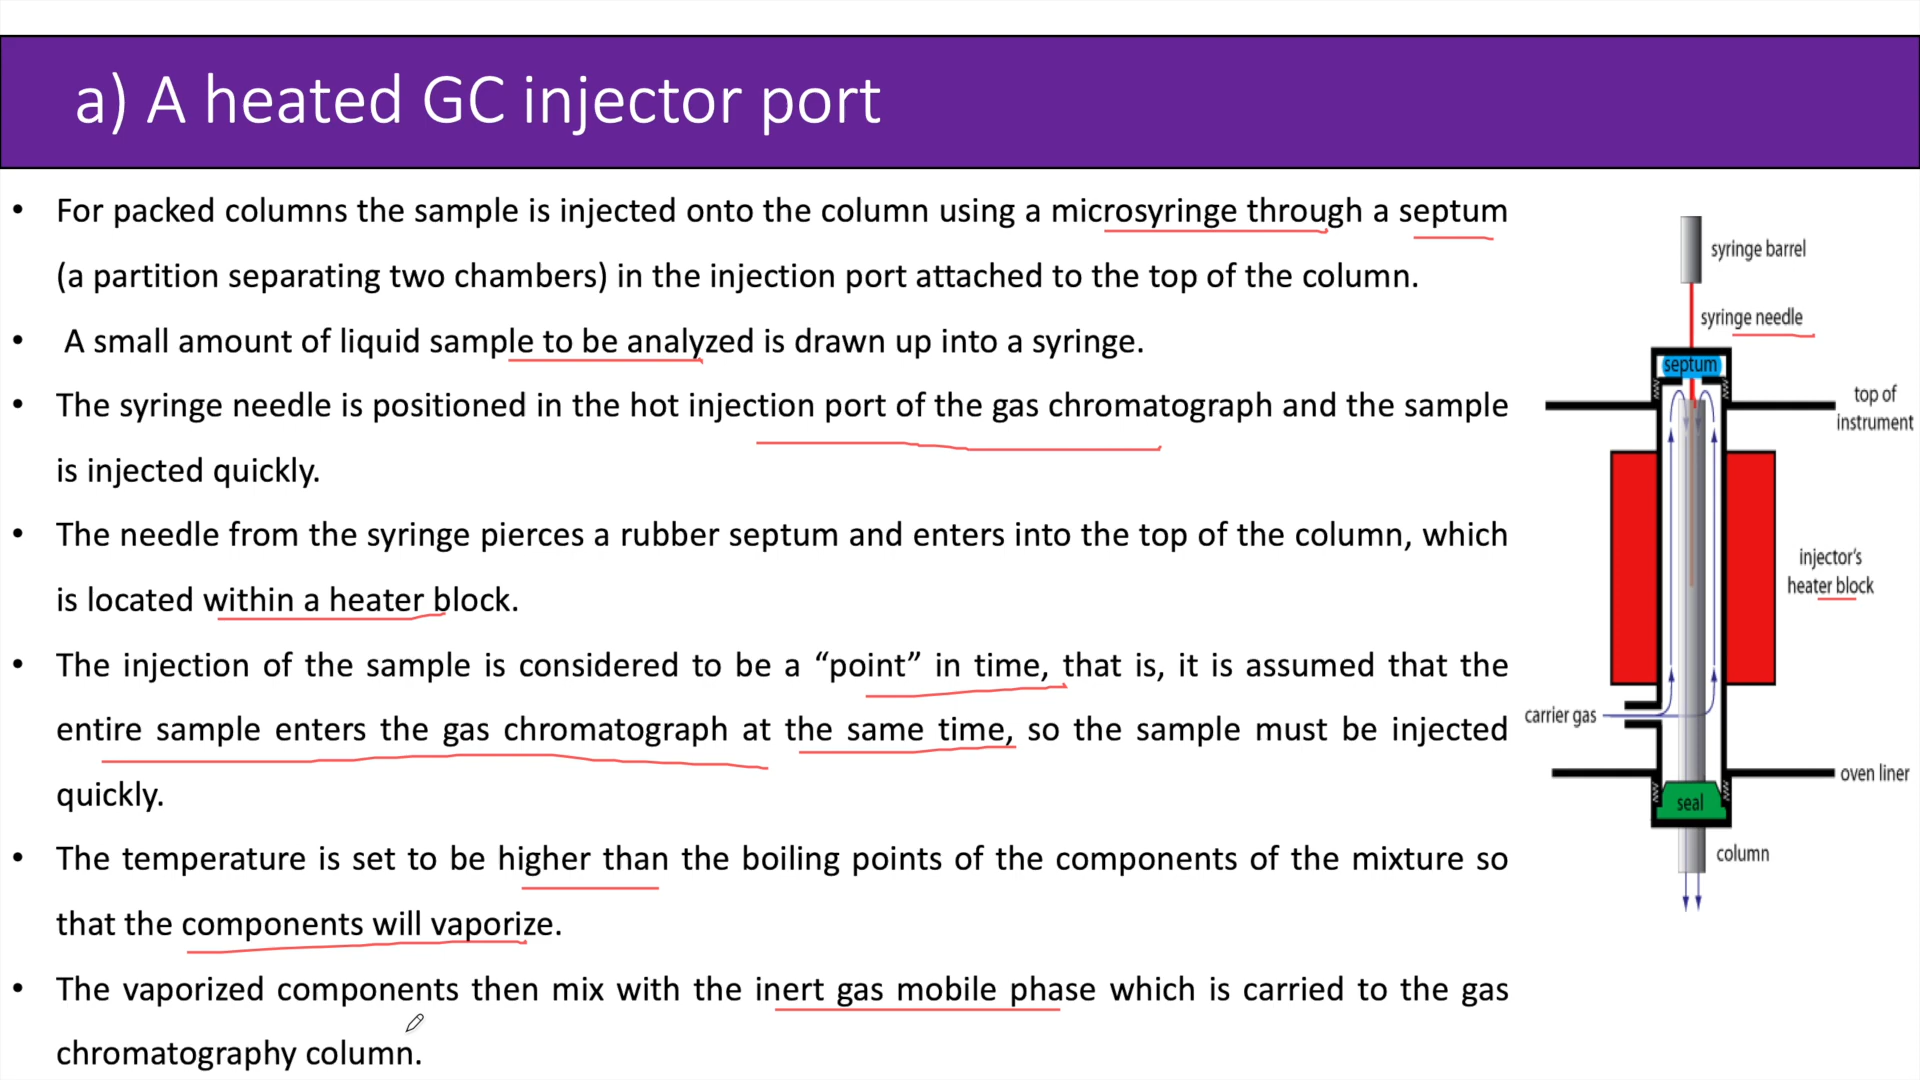 a) A heated GC injector port
• For packed columns the sample is injected onto the column using a microsyringe through a septum
(a partition separating two chambers) in the injection port attached to the top of the column.
• A small amount of liquid sample to be analyzed is drawn up into a syringe.
• The syringe needle is positioned in the hot injection port of the gas chromatograph and the sample
is injected quickly.
• The needle from the syringe pierces a rubber septum and enters into the top of the column, which
is located within a heater block.
• The injection of the sample is considered to be a “point” in time, that is, it is assumed that the
entire sample enters the gas chromatograph at the same time, so the sample must be injected
quickly.
• The temperature is set to be higher than the boiling points of the components of the mixture so
that the components will vaporize.
• The vaporized components then mix with the inert gas mobile phase which is carried to the gas
chromatography column.
syringe barrel
syringe needle
septum
top of
instrument
injector's
heater block
carrier gas
oven liner
seal
column